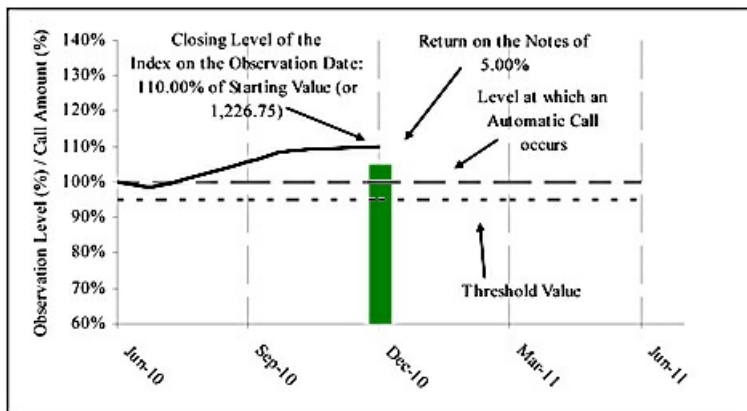 Observation Level (%) / Call Amount (%)
140%
130%
120%
110%
100%
90%
80%
70%
60%
Closing Level of the
Index on the Observation Date:
110.00% of Starting Value (or
1,226.75)
Return on the Notes of
5.00%
Level at which an
Automatic Call
occurs
Threshold Value
Jun-10
Sep-10
Dec-10
Mar-11
Jun-11